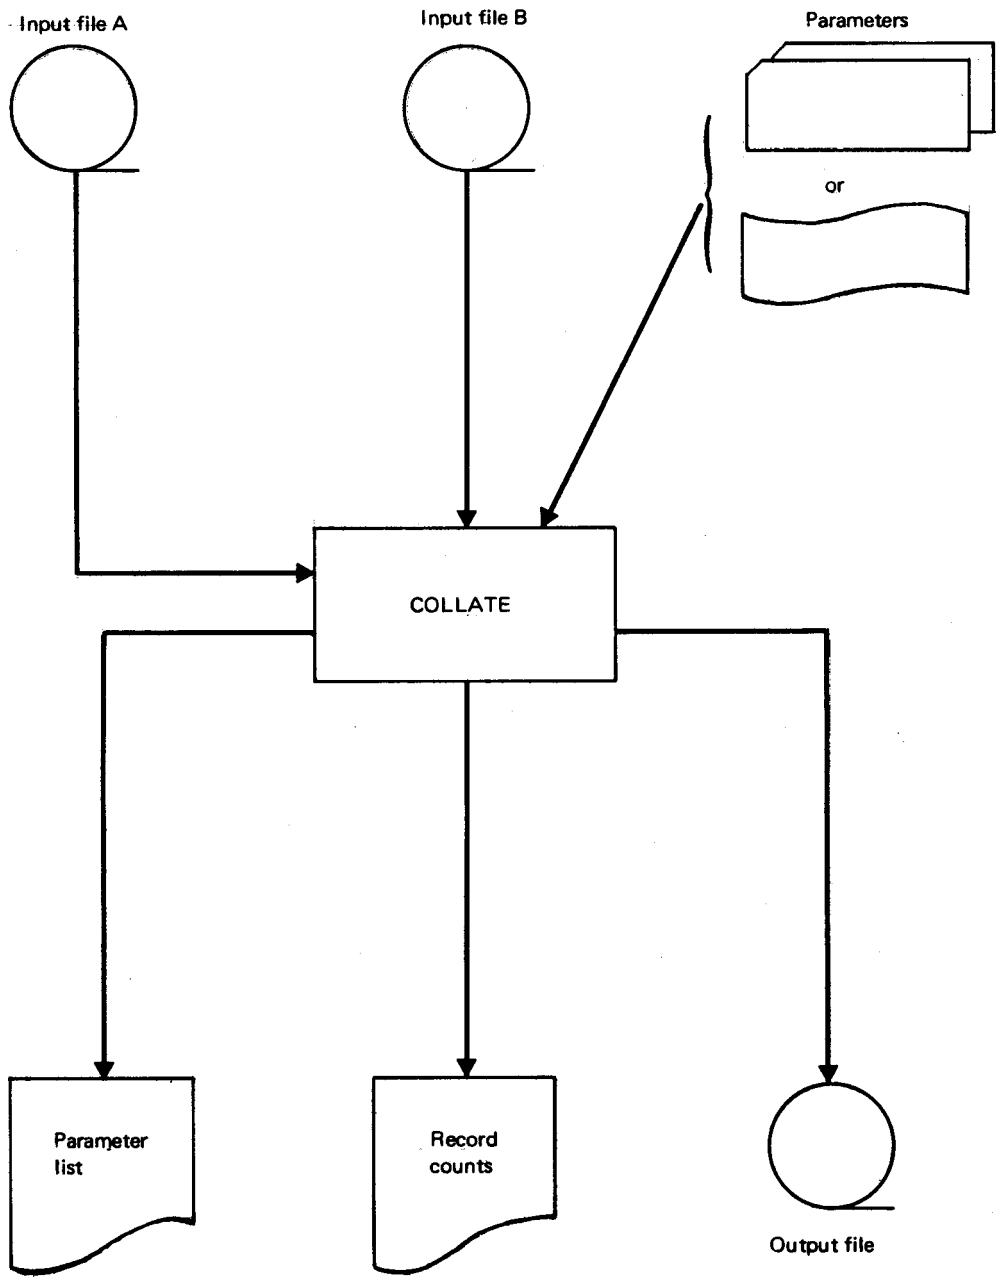 Input file A
Input file B
Parameters
or
COLLATE
Parameter
list
Record
counts
Output file